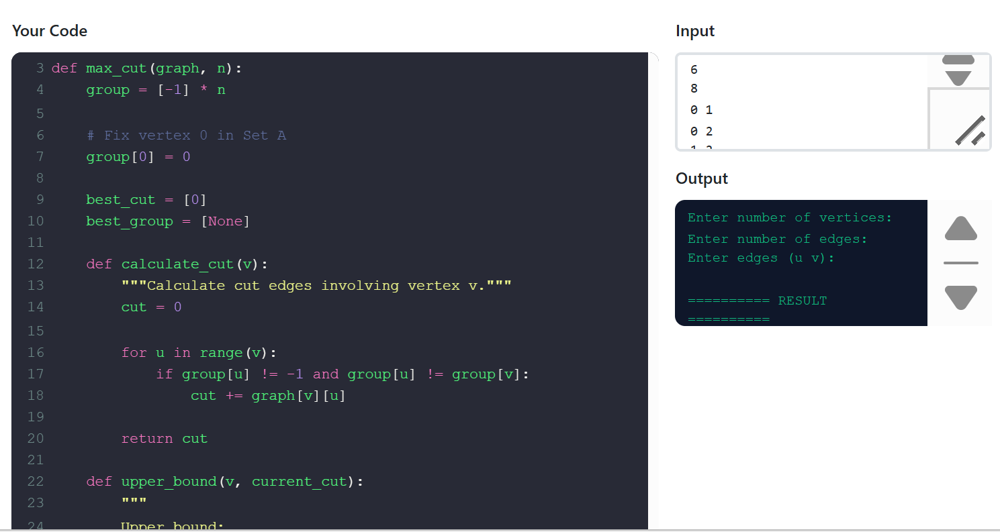 Your Code
3 def max_cut(graph, n):
4     group = [-1] * n
5
6     # Fix vertex 0 in Set A
7     group[0] = 0
8
9     best_cut = [0]
10     best_group = [None]
11
12     def calculate_cut(v):
13         """Calculate cut edges involving vertex v."""
14         cut = 0
15
16         for u in range(v):
17             if group[u] != -1 and group[u] != group[v]:
18                 cut += graph[v][u]
19
20         return cut
21
22     def upper_bound(v, current_cut):
23         """
24         Upper bound:
Input
6
8
0 1
0 2
Output
Enter number of vertices:
Enter number of edges:
Enter edges (u v):
========== RESULT
==========